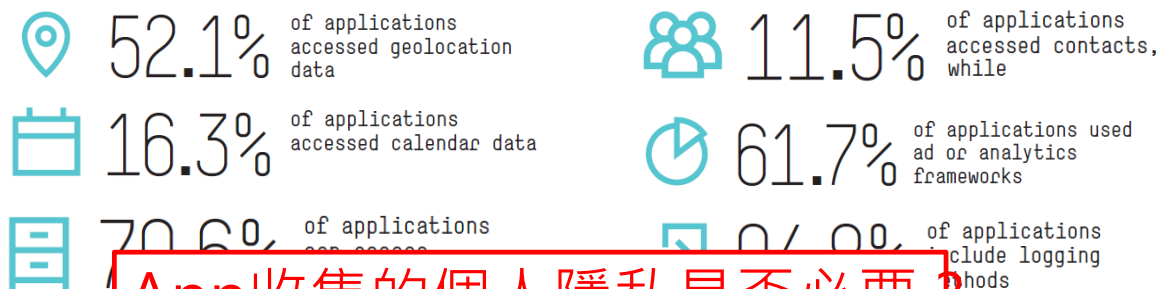 52.1% of applications
accessed geolocation
data
11.5% of applications
accessed contacts,
while
16.3% of applications
accessed calendar data
61.7% of applications used
ad or analytics
frameworks
of applications
of applications
include logging
App收集的個人隱私是否必要?